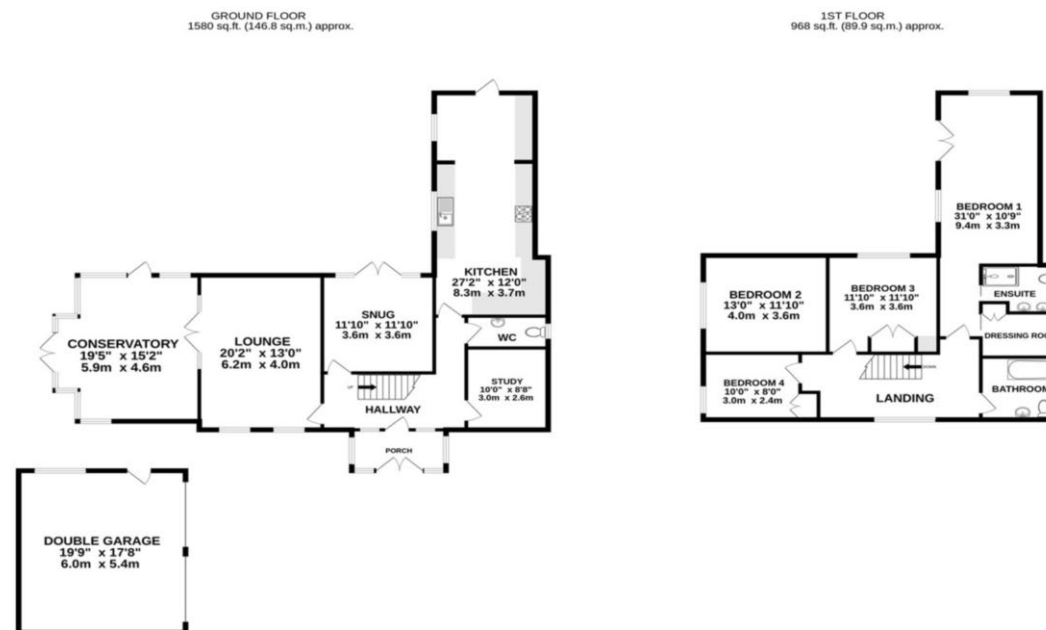 GROUND FLOOR
1580 sq.ft. (146.8 sq.m.) approx.
KITCHEN
27'2" x 12'0"
8.3m x 3.7m
SNUG
11'10" x 11'10"
3.6m x 3.6m
WC
LOUNGE
20'2" x 13'0"
6.2m x 4.0m
CONSERVATORY
19'5" x 15'2"
5.9m x 4.6m
STUDY
10'0" x 8'8"
3.0m x 2.6m
UP
HALLWAY
PORCH
DOUBLE GARAGE
19'9" x 17'8"
6.0m x 5.4m
1ST FLOOR
968 sq.ft. (89.9 sq.m.) approx.
BEDROOM 1
31'0" x 10'9"
9.4m x 3.3m
BEDROOM 2
13'0" x 11'10"
4.0m x 3.6m
BEDROOM 3
11'10" x 11'10"
3.6m x 3.6m
ENSUITE
DRESSING ROO
DOWN
BEDROOM 4
10'0" x 8'0"
3.0m x 2.4m
LANDING
BATHROOM